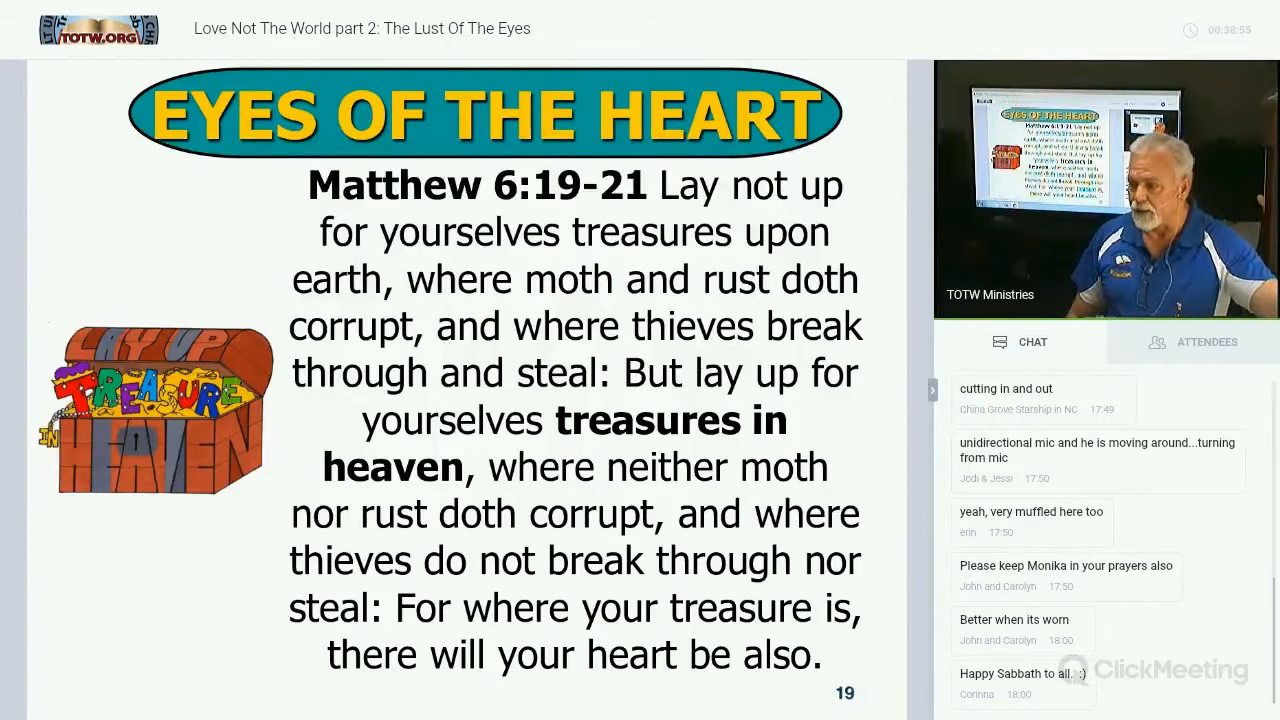 TOTW.ORG
Love Not The World part 2: The Lust Of The Eyes
00:38:55
EYES OF THE HEART
Matthew 6:19-21 Lay not up
for yourselves treasures upon
earth, where moth and rust doth
corrupt, and where thieves break
through and steal: But lay up for
yourselves treasures in
heaven, where neither moth
nor rust doth corrupt, and where
thieves do not break through nor
steal: For where your treasure is,
there will your heart be also.
19
LAY UP
TREASURE
IN
HEAVEN
EYES OF THE HEART
TOTW Ministries
CHAT
ATTENDEES
cutting in and out
China Grove Starship in NC 17:49
unidirectional mic and he is moving around...turning
from mic
Jodi & Jessi 17:50
yeah, very muffled here too
erin 17:50
Please keep Monika in your prayers also
John and Carolyn 17:50
Better when its worn
John and Carolyn 18:00
Happy Sabbath to all. :)
Corinna 18:00
ClickMeeting